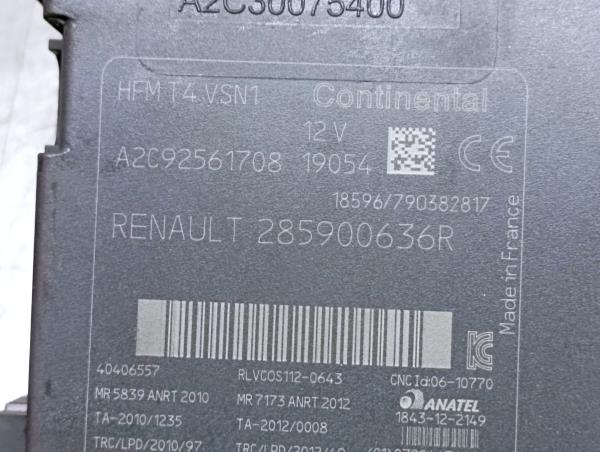 A2C30075400
HFM T4 VSN1 Continental
12 V
A2C92561708 19054 CE
18596/790382817
RENAULT 285900636R
Made in France
40406557 RLVCOS112-0643 CNC Id:06-10770
MR 5839 ANRT 2010 MR 7173 ANRT 2012 ANATEL
TA-2010/1235 TA-2012/0008 1843-12-2149
TRC/LPD/2010/97